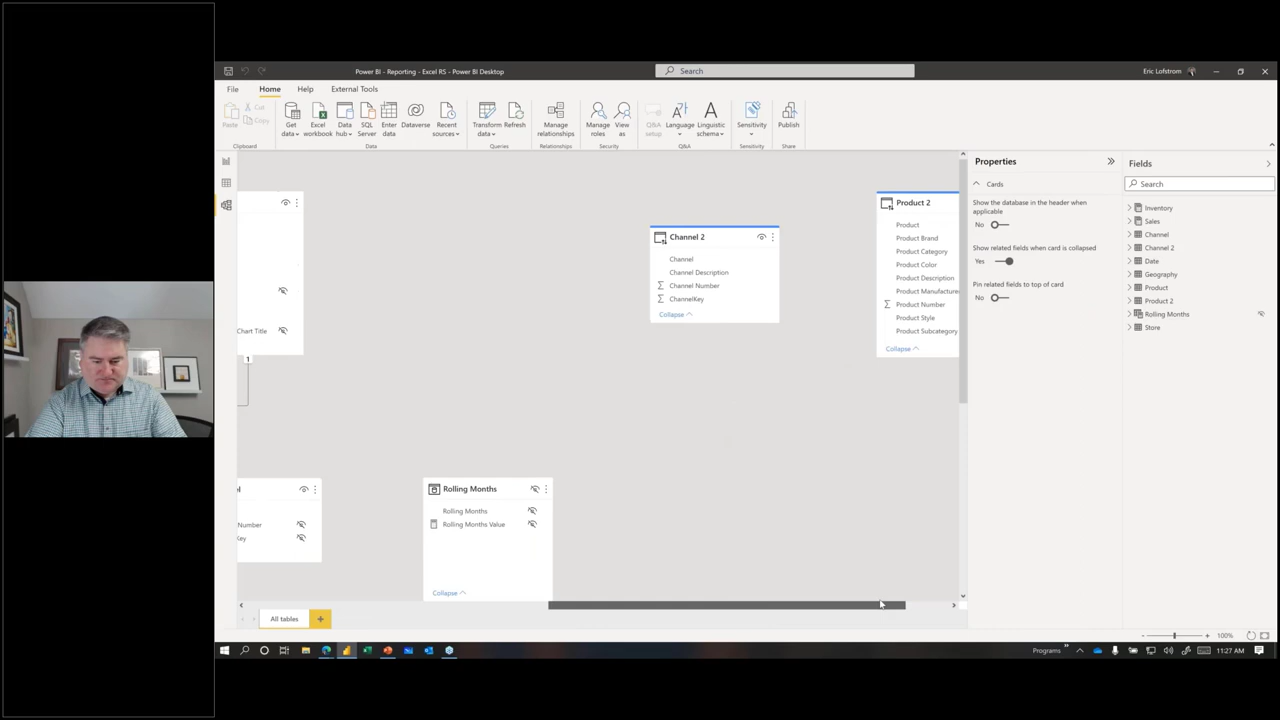 Power BI - Reporting - Excel RS - Power BI Desktop
Search
Eric Lofstrom
File
Home
Help
External Tools
Paste
Cut
Copy
Get data
Excel workbook
Data hub
SQL Server
Enter data
Dataverse
Recent sources
Transform data
Refresh
Manage relationships
Manage roles
View as
Q&A setup
Language
Linguistic schema
Sensitivity
Publish
Clipboard
Data
Queries
Relationships
Security
Q&A
Sensitivity
Share
Chart Title
1
Channel 2
Channel
Channel Description
Channel Number
ChannelKey
Collapse
Product 2
Product
Product Brand
Product Category
Product Color
Product Description
Product Manufacture
Product Number
Product Style
Product Subcategory
Collapse
el
Number
Key
Rolling Months
Rolling Months
Rolling Months Value
Collapse
Properties
Cards
Show the database in the header when
applicable
No
Show related fields when card is collapsed
Yes
Pin related fields to top of card
No
Fields
Search
Inventory
Sales
Channel
Channel 2
Date
Geography
Product
Product 2
Rolling Months
Store
All tables
100%
Programs
11:27 AM